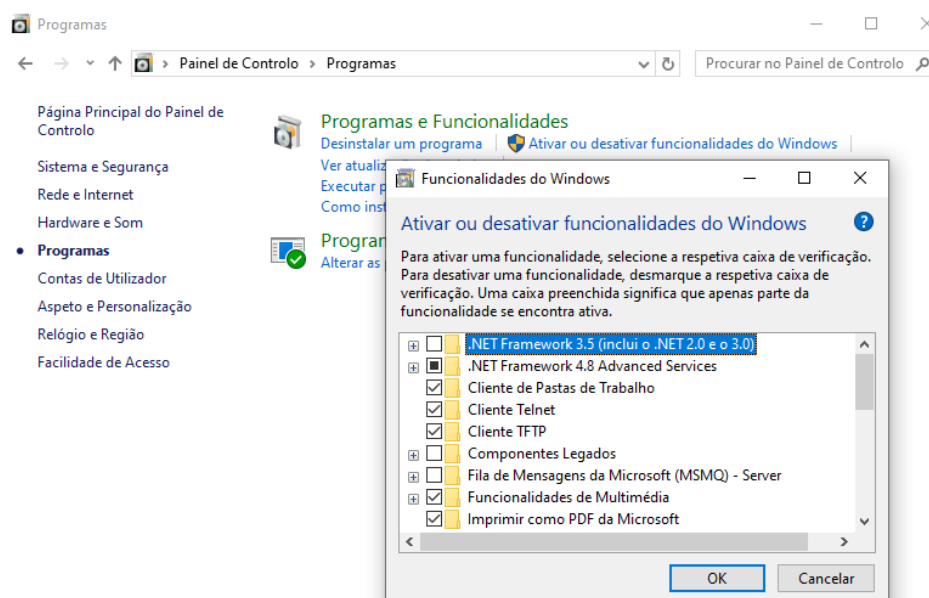 Programas
Painel de Controlo > Programas
Procurar no Painel de Controlo
Página Principal do Painel de
Controlo
Sistema e Segurança
Rede e Internet
Hardware e Som
Programas
Contas de Utilizador
Aspeto e Personalização
Relógio e Região
Facilidade de Acesso
Programas e Funcionalidades
Desinstalar um programa
Ativar ou desativar funcionalidades do Windows
Ver
Executar
Como
Alterar as
Funcionalidades do Windows
Ativar ou desativar funcionalidades do Windows
Para ativar uma funcionalidade, selecione a respetiva caixa de verificação.
Para desativar uma funcionalidade, desmarque a respetiva caixa de
verificação. Uma caixa preenchida significa que apenas parte da
funcionalidade se encontra ativa.
.NET Framework 3.5 (inclui o .NET 2.0 e o 3.0)
.NET Framework 4.8 Advanced Services
Cliente de Pastas de Trabalho
Cliente Telnet
Cliente TFTP
Componentes Legados
Fila de Mensagens da Microsoft (MSMQ) - Server
Funcionalidades de Multimédia
Imprimir como PDF da Microsoft
OK
Cancelar